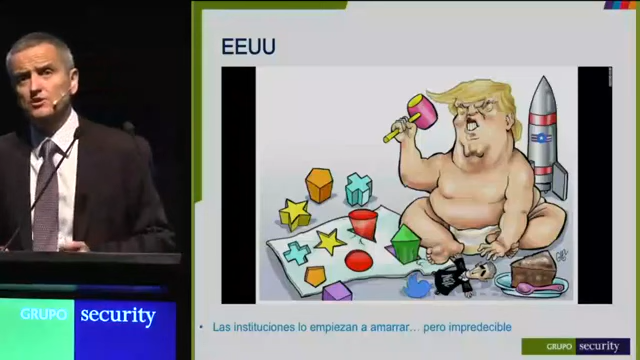 EEUU
• Las instituciones lo empiezan a amarrar... pero impredecible
GRUPO security
GRUPO security